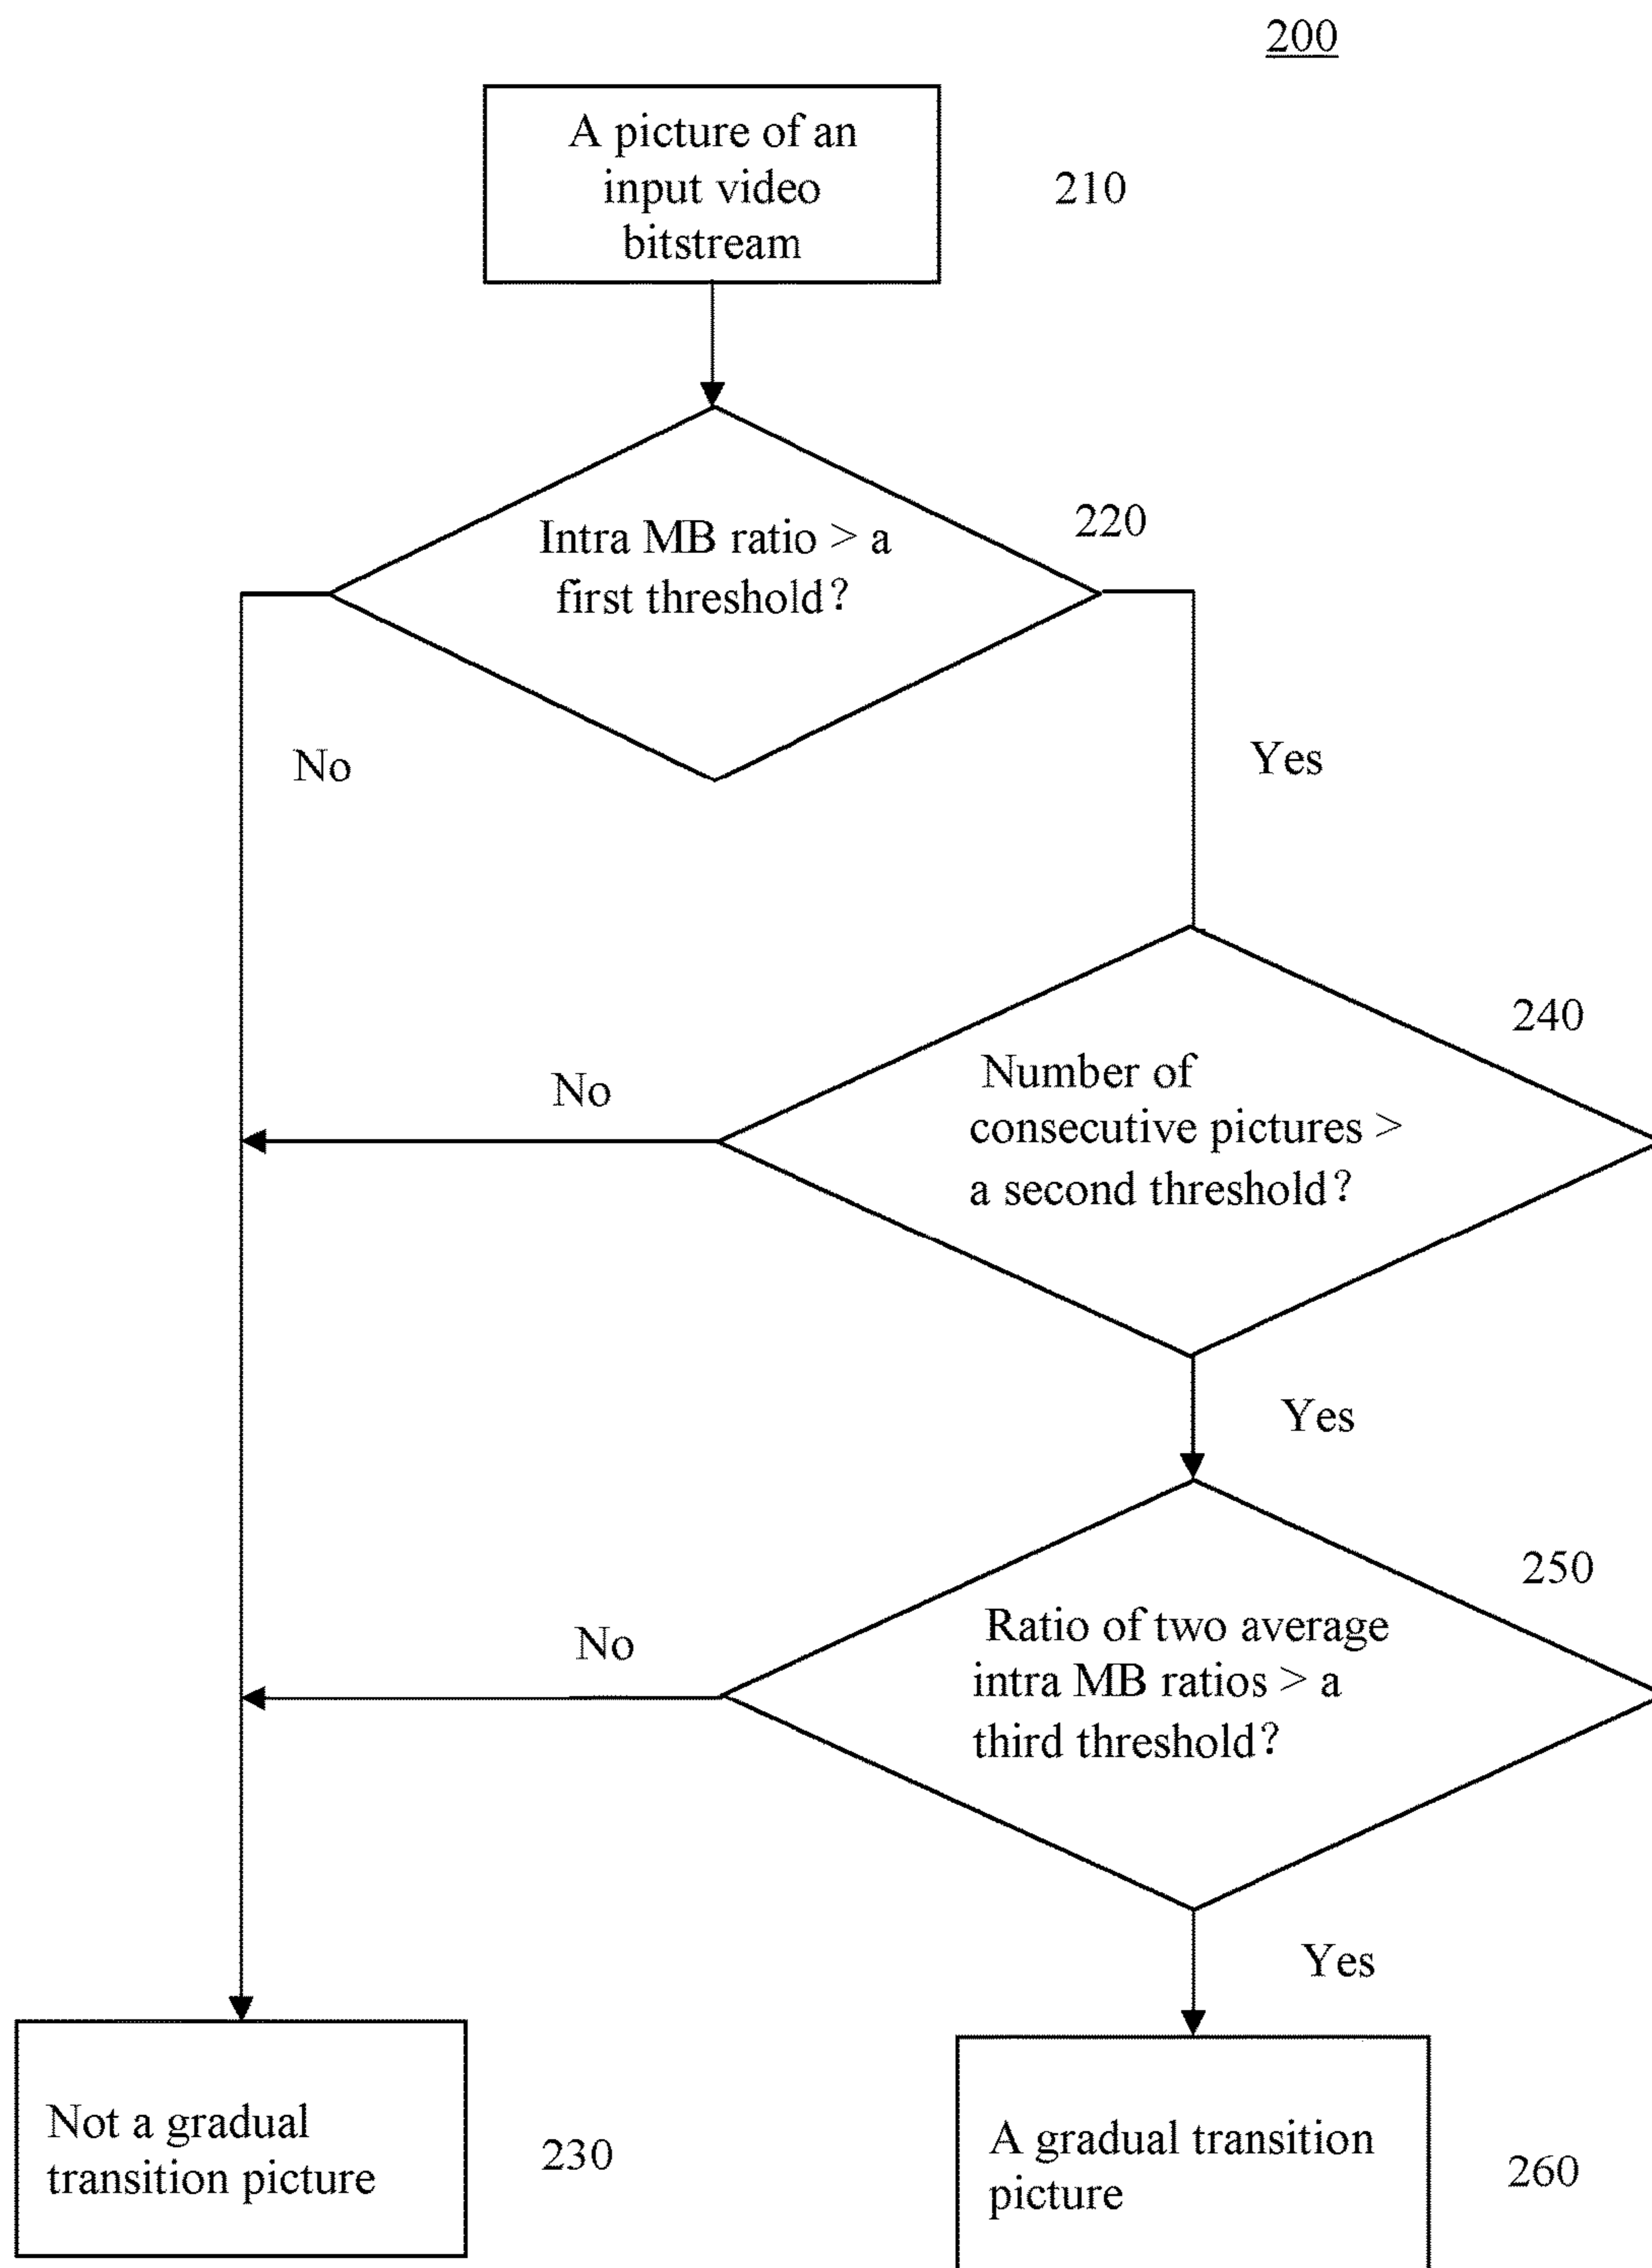 200
A picture of an
input video
bitstream
210
Intra MB ratio > a
first threshold?
220
No
Yes
240
Number of
consecutive pictures >
a second threshold?
No
Yes
250
Ratio of two average
intra MB ratios > a
third threshold?
No
Yes
Not a gradual
transition picture
230
A gradual transition
picture
260